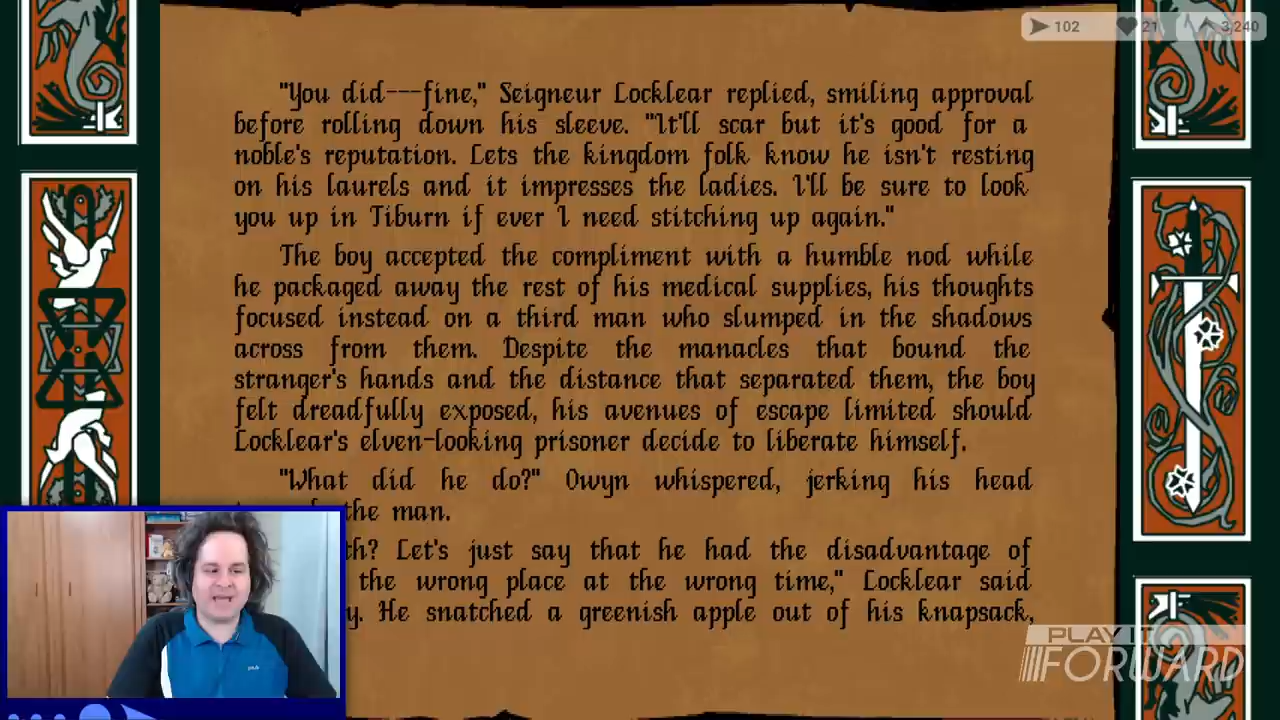 102 21 3,240
"You did---fine," Seigneur Locklear replied, smiling approval
before rolling down his sleeve. "It'll scar but it's good for a
noble's reputation. Lets the kingdom folk know he isn't resting
on his laurels and it impresses the ladies. I'll be sure to look
you up in Tiburn if ever I need stitching up again."
The boy accepted the compliment with a humble nod while
he packaged away the rest of his medical supplies, his thoughts
focused instead on a third man who slumped in the shadows
across from them. Despite the manacles that bound the
stranger's hands and the distance that separated them, the boy
felt dreadfully exposed, his avenues of escape limited should
Locklear's elven-looking prisoner decide to liberate himself.
"What did he do?" Owyn whispered, jerking his head
the man.
Let's just say that he had the disadvantage of
the wrong place at the wrong time," Locklear said
He snatched a greenish apple out of his knapsack,
PLAY IT
FORWARD